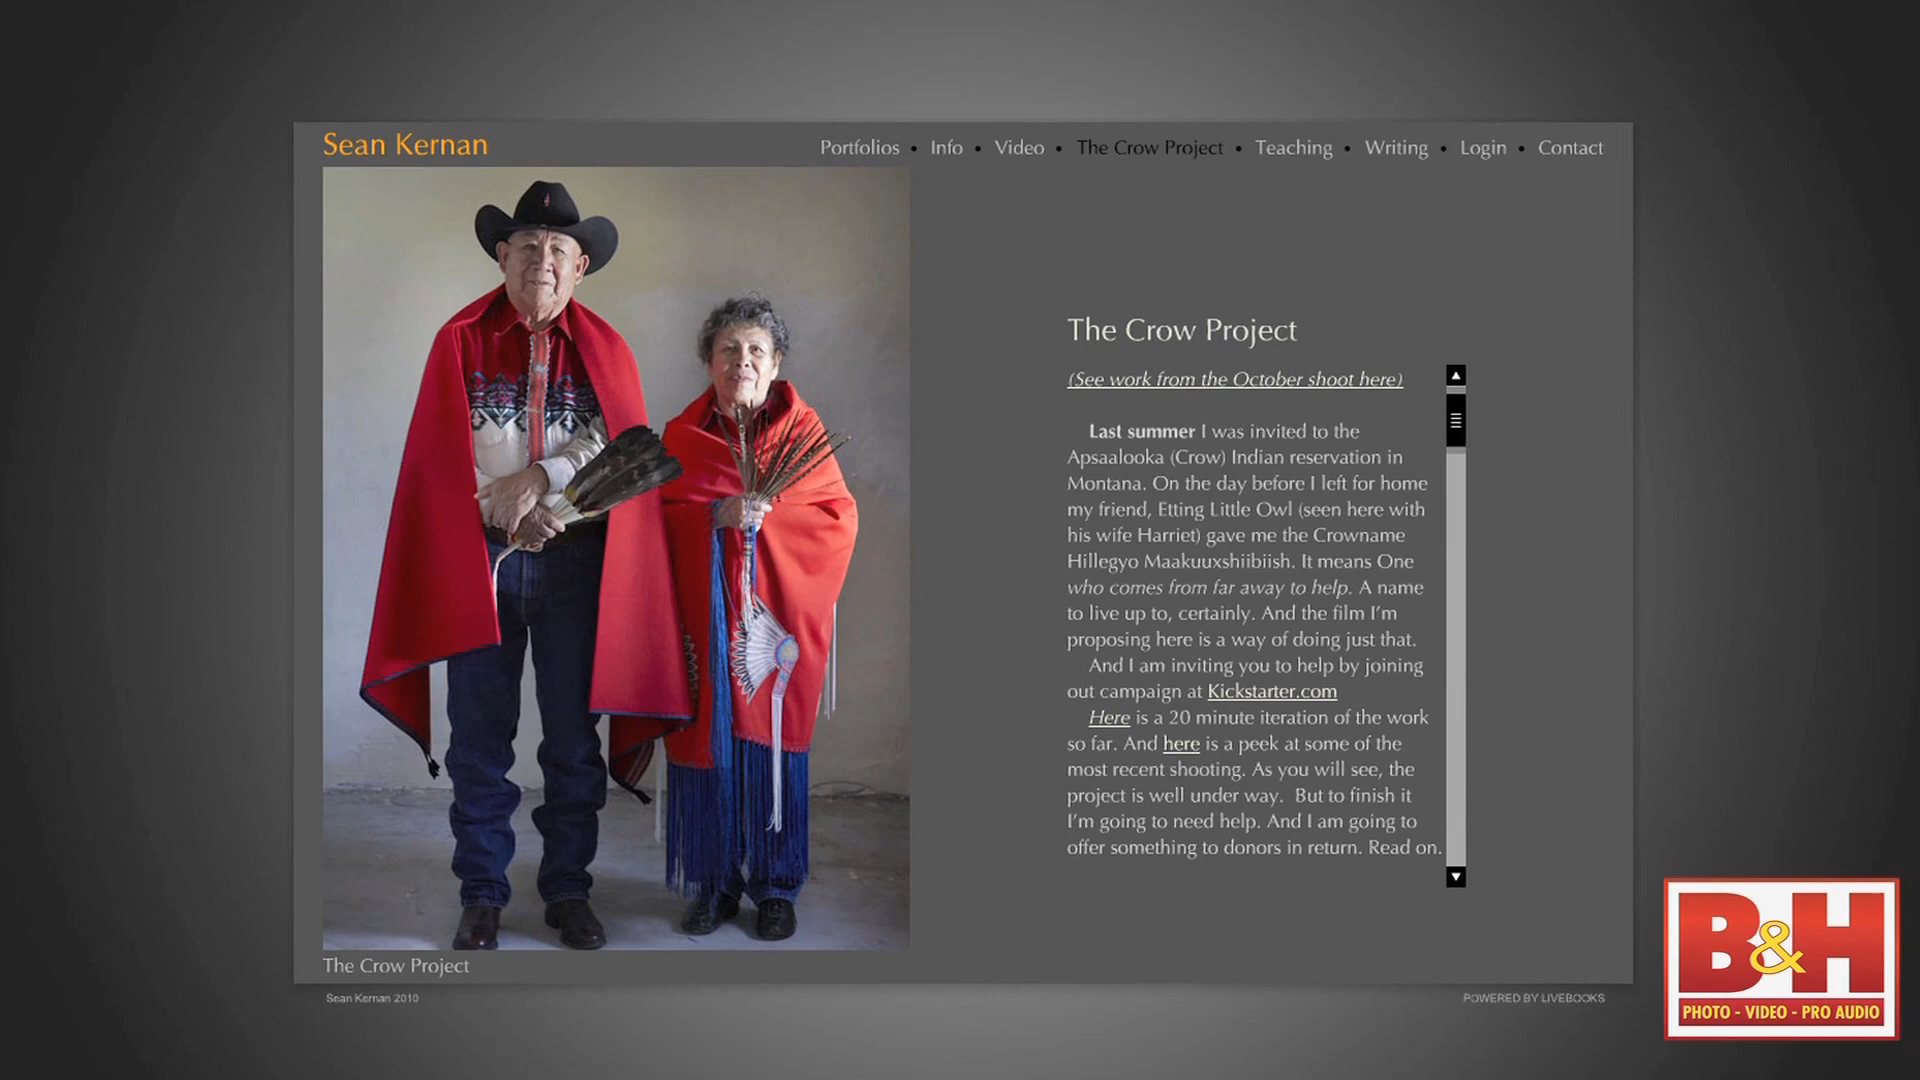 Sean Kernan
Portfolios • Info • Video • The Crow Project • Teaching • Writing • Login • Contact
The Crow Project
(See work from the October shoot here)
Last summer I was invited to the
Apsaalooka (Crow) Indian reservation in
Montana. On the day before I left for home
my friend, Etting Little Owl (seen here with
his wife Harriet) gave me the Crowname
Hillegyo Maakuuxshiibiish. It means One
who comes from far away to help. A name
to live up to, certainly. And the film I'm
proposing here is a way of doing just that.
And I am inviting you to help by joining
out campaign at Kickstarter.com
Here is a 20 minute iteration of the work
so far. And here is a peek at some of the
most recent shooting. As you will see, the
project is well under way. But to finish it
I'm going to need help. And I am going to
offer something to donors in return. Read on.
The Crow Project
Sean Kernan 2010
POWERED BY LIVEBOOKS
B&H
PHOTO - VIDEO - PRO AUDIO